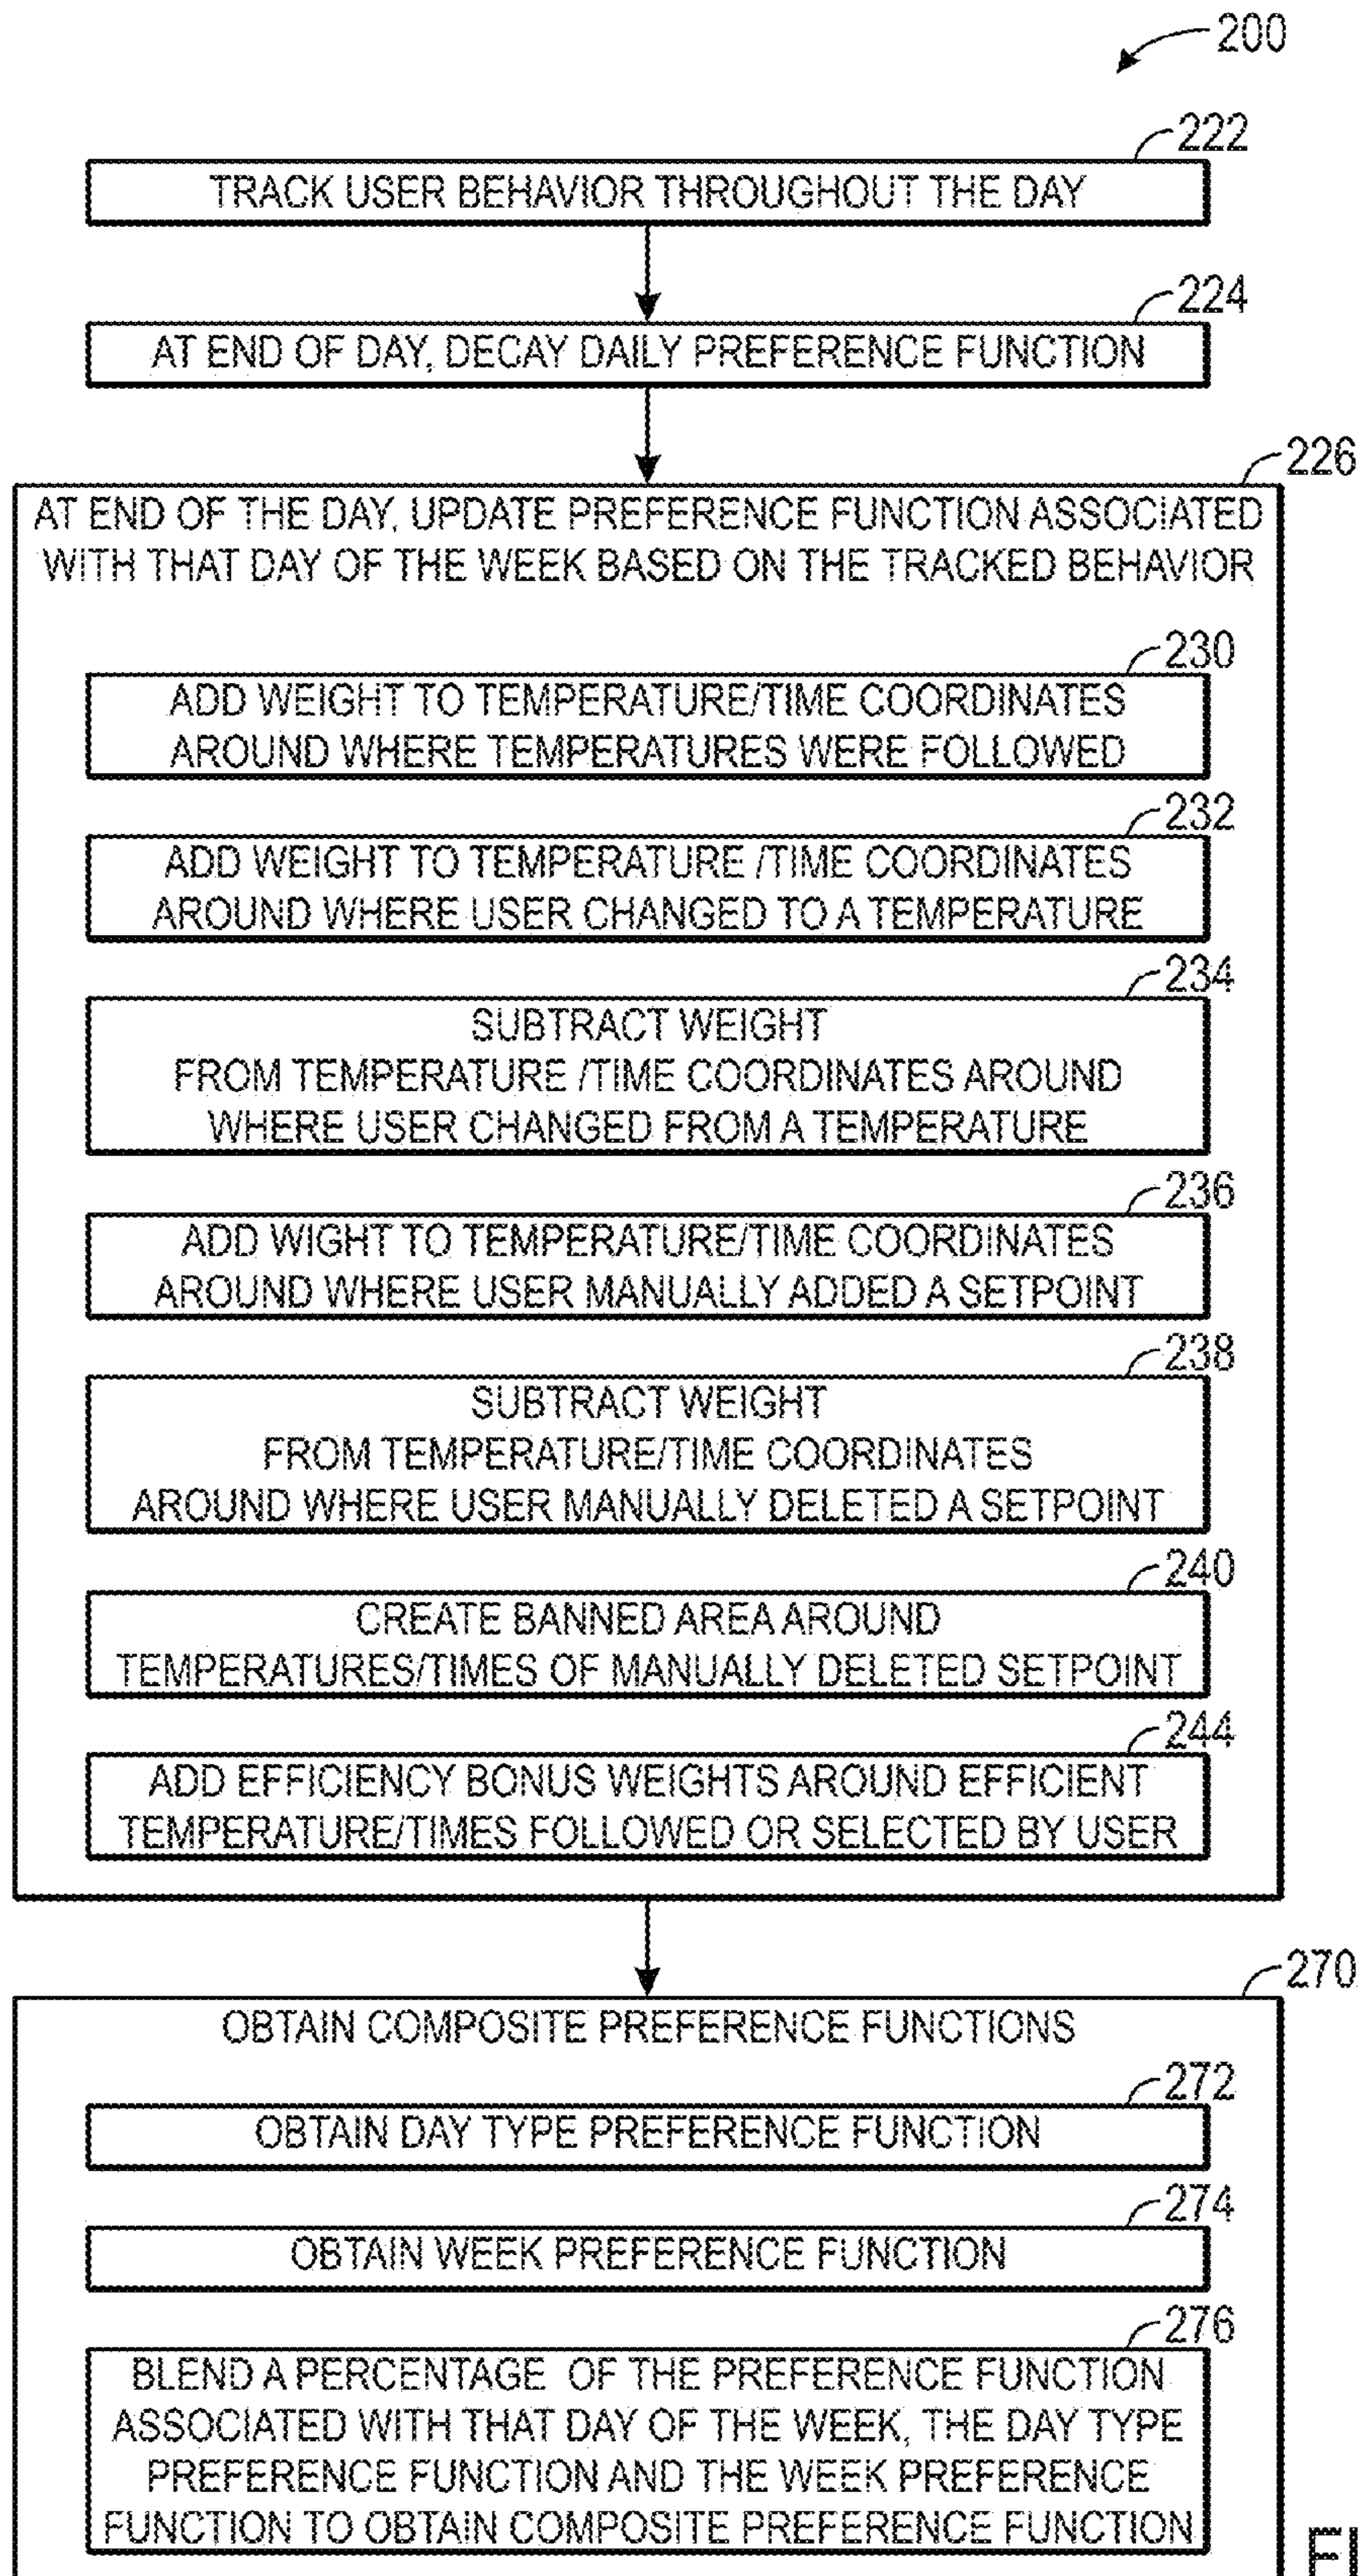 200
222
TRACK USER BEHAVIOR THROUGHOUT THE DAY
224
AT END OF DAY, DECAY DAILY PREFERENCE FUNCTION
226
AT END OF THE DAY, UPDATE PREFERENCE FUNCTION ASSOCIATED
WITH THAT DAY OF THE WEEK BASED ON THE TRACKED BEHAVIOR
230
ADD WEIGHT TO TEMPERATURE/TIME COORDINATES
AROUND WHERE TEMPERATURES WERE FOLLOWED
232
ADD WEIGHT TO TEMPERATURE /TIME COORDINATES
AROUND WHERE USER CHANGED TO A TEMPERATURE
234
SUBTRACT WEIGHT
FROM TEMPERATURE /TIME COORDINATES AROUND
WHERE USER CHANGED FROM A TEMPERATURE
236
ADD WIGHT TO TEMPERATURE/TIME COORDINATES
AROUND WHERE USER MANUALLY ADDED A SETPOINT
238
SUBTRACT WEIGHT
FROM TEMPERATURE/TIME COORDINATES
AROUND WHERE USER MANUALLY DELETED A SETPOINT
240
CREATE BANNED AREA AROUND
TEMPERATURES/TIMES OF MANUALLY DELETED SETPOINT
244
ADD EFFICIENCY BONUS WEIGHTS AROUND EFFICIENT
TEMPERATURE/TIMES FOLLOWED OR SELECTED BY USER
270
OBTAIN COMPOSITE PREFERENCE FUNCTIONS
272
OBTAIN DAY TYPE PREFERENCE FUNCTION
274
OBTAIN WEEK PREFERENCE FUNCTION
276
BLEND A PERCENTAGE OF THE PREFERENCE FUNCTION
ASSOCIATED WITH THAT DAY OF THE WEEK, THE DAY TYPE
PREFERENCE FUNCTION AND THE WEEK PREFERENCE
FUNCTION TO OBTAIN COMPOSITE PREFERENCE FUNCTION